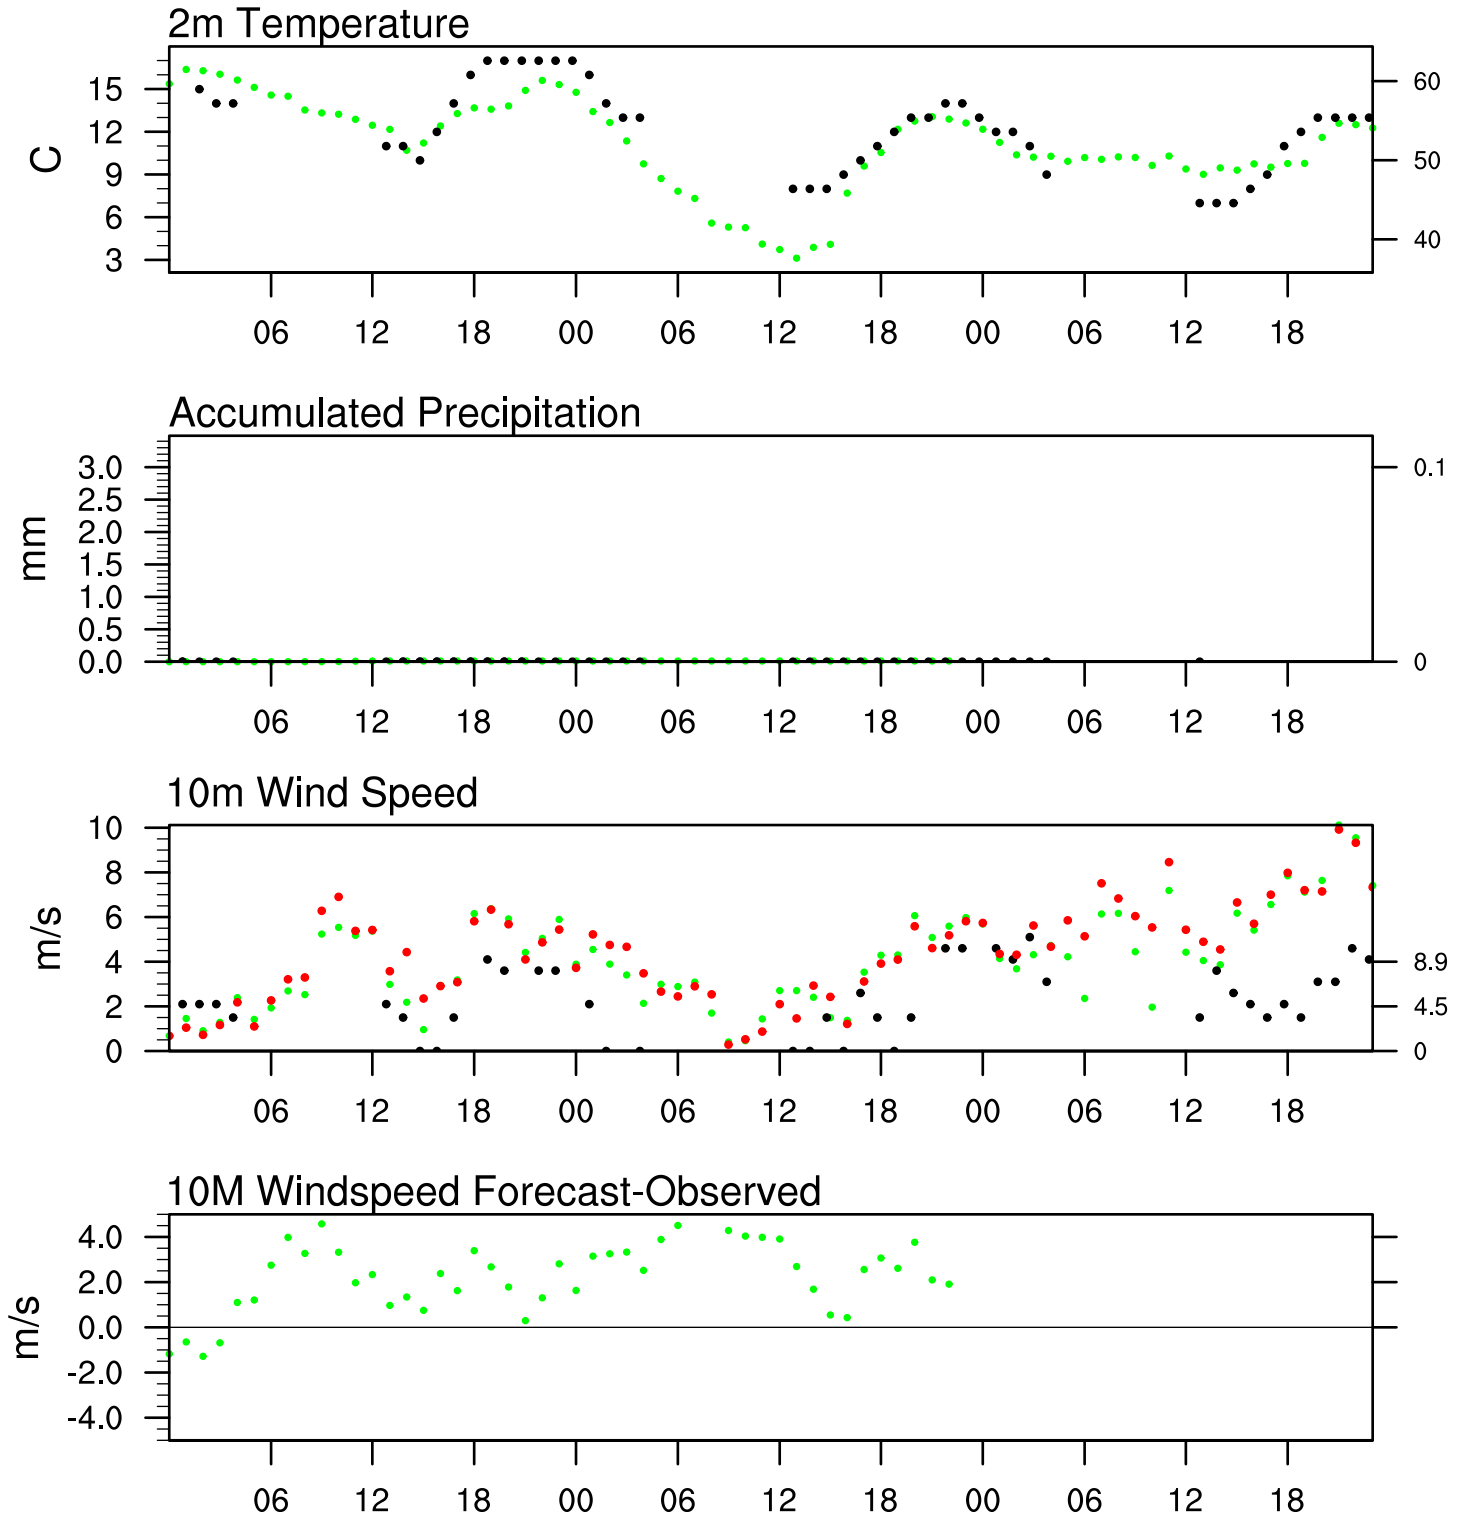 2m Temperature
15
12
9
6
3
C
60
50
40
06 12 18 00 06 12 18 00 06 12 18
Accumulated Precipitation
3.0
2.5
2.0
1.5
1.0
0.5
0.0
mm
0.1
0
06 12 18 00 06 12 18 00 06 12 18
10m Wind Speed
10
8
6
4
2
0
m/s
8.9
4.5
0
06 12 18 00 06 12 18 00 06 12 18
10M Windspeed Forecast-Observed
4.0
2.0
0.0
-2.0
-4.0
m/s
06 12 18 00 06 12 18 00 06 12 18